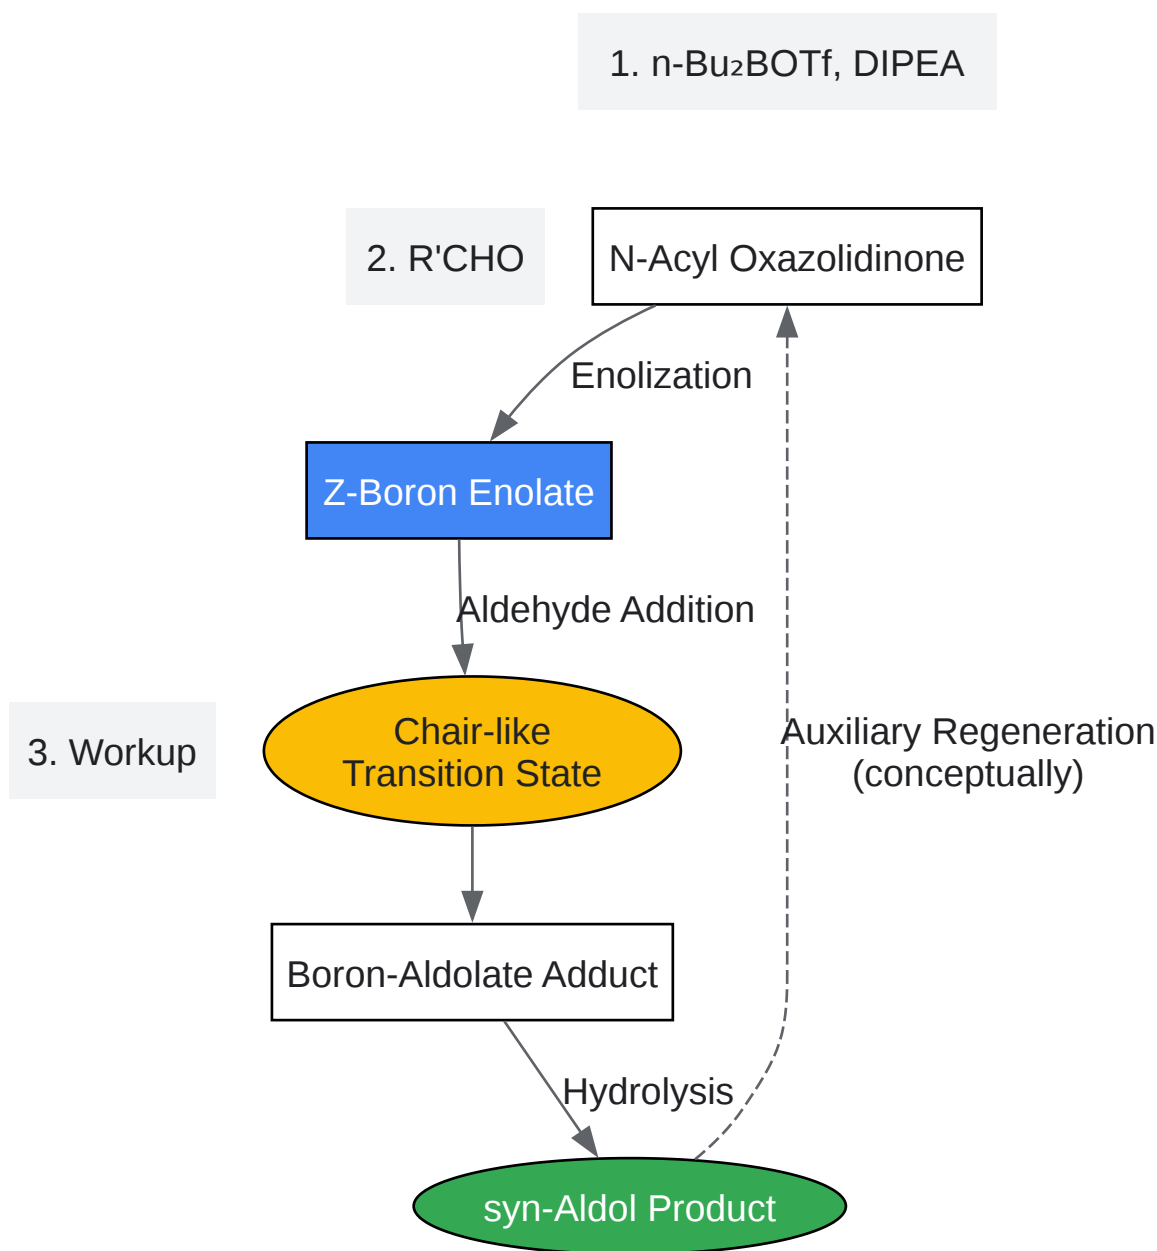 1. n-Bu₂BOTf, DIPEA
2. R'CHO
N-Acyl Oxazolidinone
Enolization
Z-Boron Enolate
Aldehyde Addition
3. Workup
Chair-like
Transition State
Auxiliary Regeneration
(conceptually)
Boron-Aldolate Adduct
Hydrolysis
syn-Aldol Product